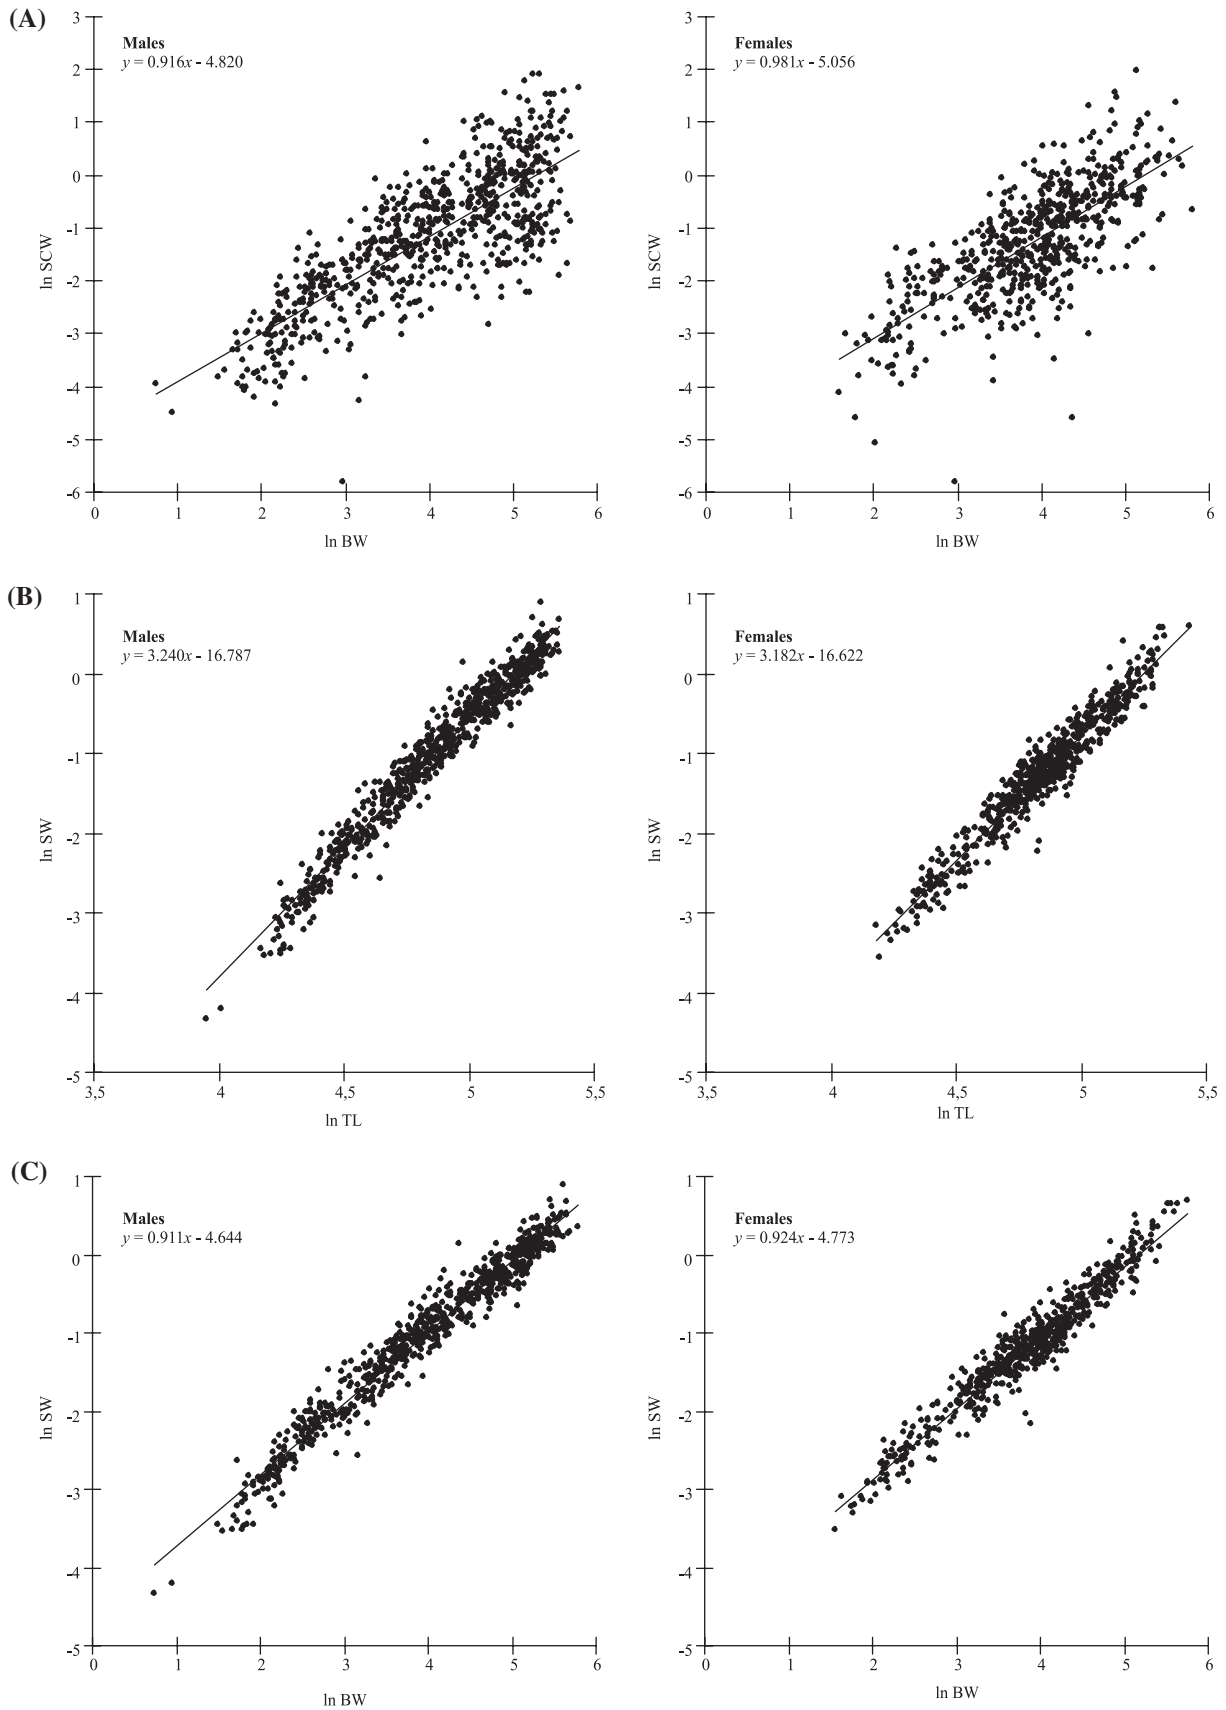 (A)
Males
y = 0.916x - 4.820
3
2
1
0
-1
-2
-3
-4
-5
-6
ln SCW
0 1 2 3 4 5 6
ln BW
Females
y = 0.981x - 5.056
3
2
1
0
-1
-2
-3
-4
-5
-6
ln SCW
0 1 2 3 4 5 6
ln BW
(B)
Males
y = 3.240x - 16.787
1
0
-1
-2
-3
-4
-5
ln SW
3,5 4 4,5 5 5,5
ln TL
Females
y = 3.182x - 16.622
1
0
-1
-2
-3
-4
-5
ln SW
3,5 4 4,5 5 5,5
ln TL
(C)
Males
y = 0.911x - 4.644
1
0
-1
-2
-3
-4
-5
ln SW
0 1 2 3 4 5 6
ln BW
Females
y = 0.924x - 4.773
1
0
-1
-2
-3
-4
-5
ln SW
0 1 2 3 4 5 6
ln BW